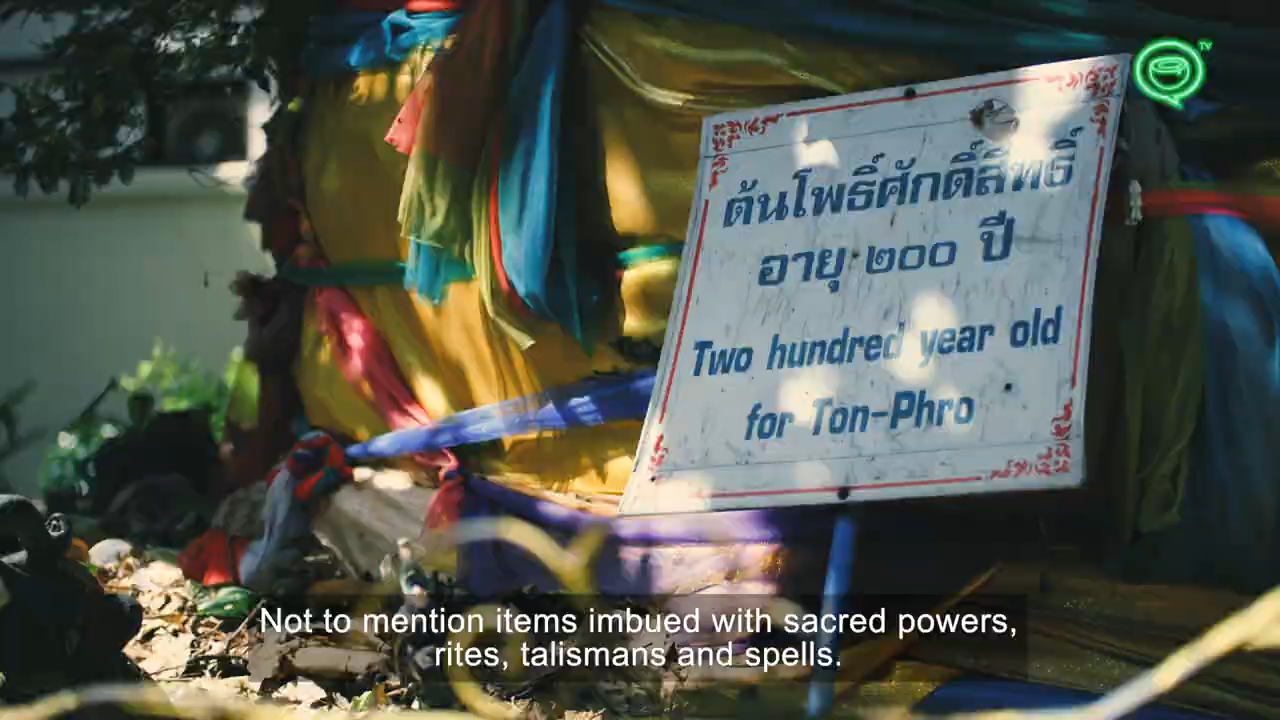 TV
ต้นโพธิ์ศักดิ์สิทธิ์
อายุ ๒๐๐ ปี
Two hundred year old
for Ton-Phro
Not to mention items imbued with sacred powers,
rites, talismans and spells.